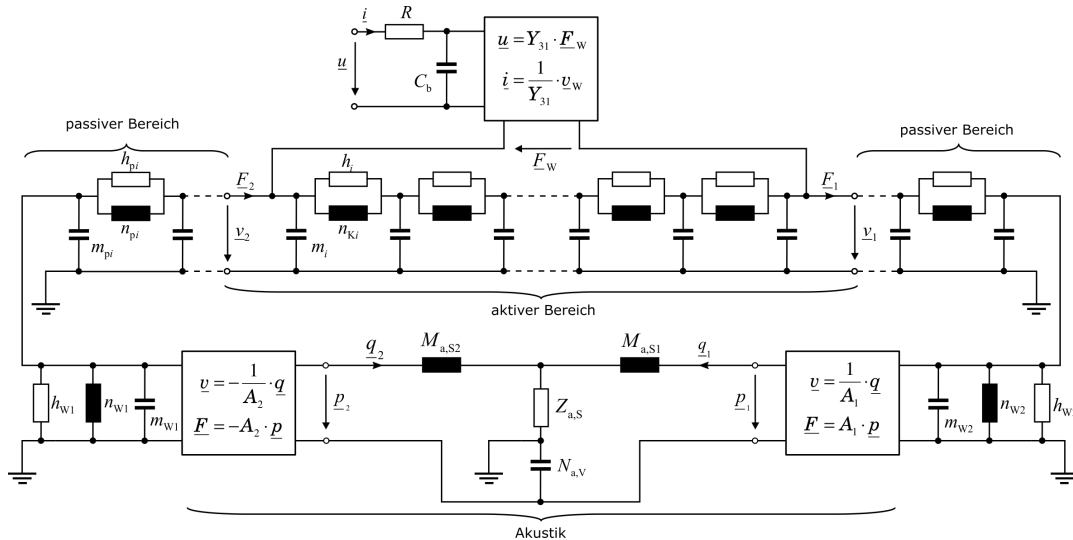 i R
u
C_b
u = Y_31 · F_W
i = 1/Y_31 · v_W
passiver Bereich
passiver Bereich
h_pi
F_2
h_i
F_W
F_1
n_pi
v_2
n_Ki
v_1
m_pi
m_i
aktiver Bereich
q_2
M_a,S2
M_a,S1
q_1
h_W1
n_W1
m_W1
v = -1/A_2 · q
F = -A_2 · p
p_2
Z_a,S
p_1
v = 1/A_1 · q
F = A_1 · p
m_W2
n_W2
N_a,V
Akustik